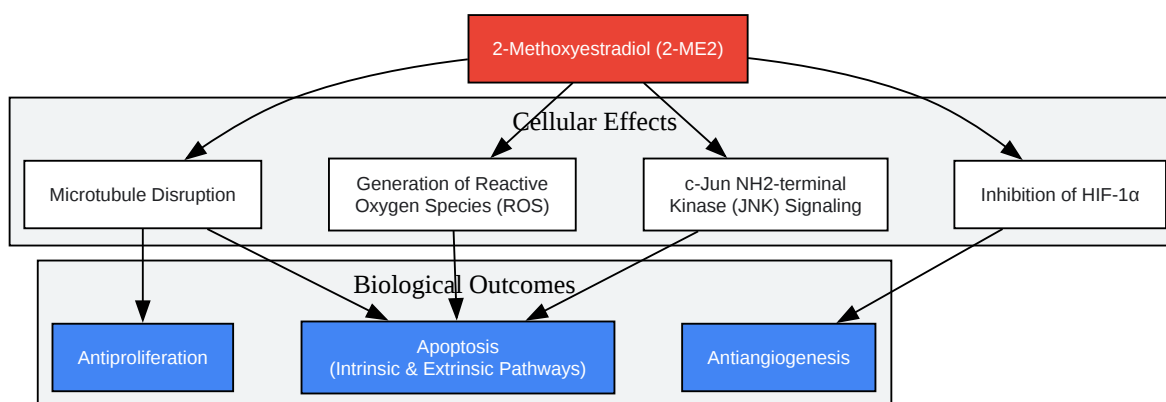 2-Methoxyestradiol (2-ME2)
Cellular Effects
Microtubule Disruption
Generation of Reactive
Oxygen Species (ROS)
c-Jun NH2-terminal
Kinase (JNK) Signaling
Inhibition of HIF-1α
Biological Outcomes
Antiproliferation
Apoptosis
(Intrinsic & Extrinsic Pathways)
Antiangiogenesis